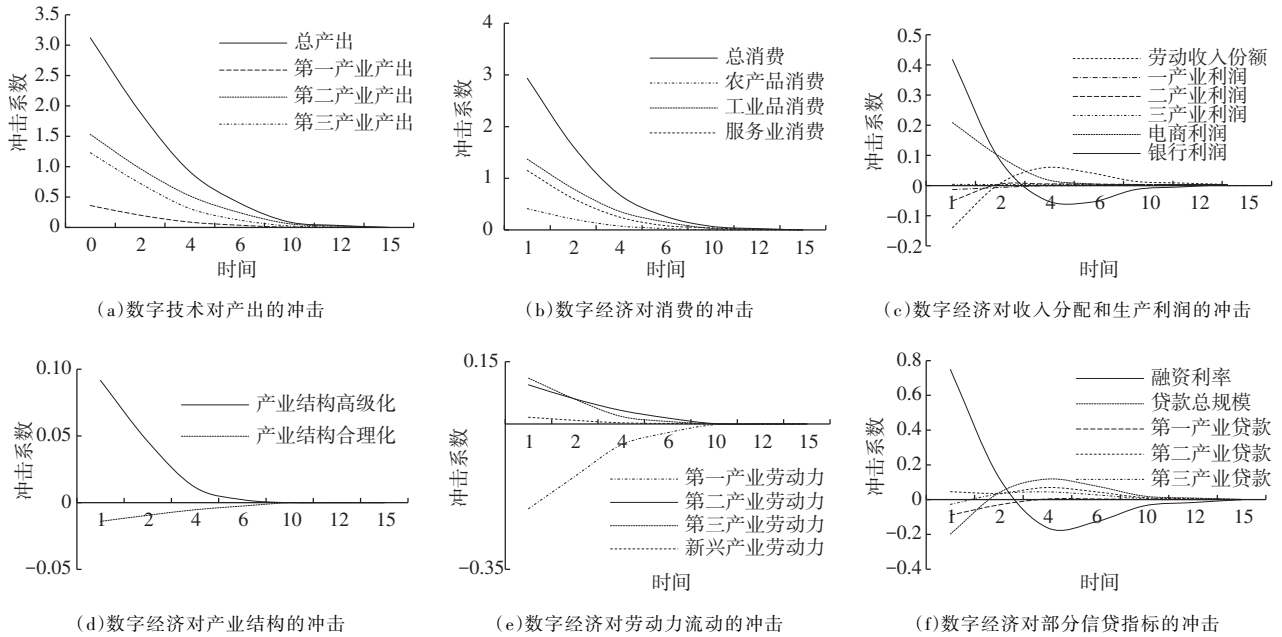 3.5
3.0
2.5
2.0
1.5
1.0
0.5
0
冲击系数
总产出
第一产业产出
第二产业产出
第三产业产出
0 2 4 6 10 12 15
时间
(a)数字技术对产出的冲击
4
3
2
1
0
冲击系数
总消费
农产品消费
工业品消费
服务业消费
1 2 4 6 10 12 15
时间
(b)数字经济对消费的冲击
0.5
0.4
0.3
0.2
0.1
0
-0.1
-0.2
冲击系数
劳动收入份额
一产业利润
二产业利润
三产业利润
电商利润
银行利润
1 2 4 6 10 12 15
时间
(c)数字经济对收入分配和生产利润的冲击
0.10
0.05
0
-0.05
冲击系数
产业结构高级化
产业结构合理化
1 2 4 6 10 12 15
(d)数字经济对产业结构的冲击
0.15
-0.35
冲击系数
1 2 4 6 10 12 15
第一产业劳动力
第二产业劳动力
第三产业劳动力
新兴产业劳动力
时间
(e)数字经济对劳动力流动的冲击
0.8
0.6
0.4
0.2
0
-0.2
-0.4
冲击系数
融资利率
贷款总规模
第一产业贷款
第二产业贷款
第三产业贷款
1 2 4 6 10 12 15
时间
(f)数字经济对部分信贷指标的冲击